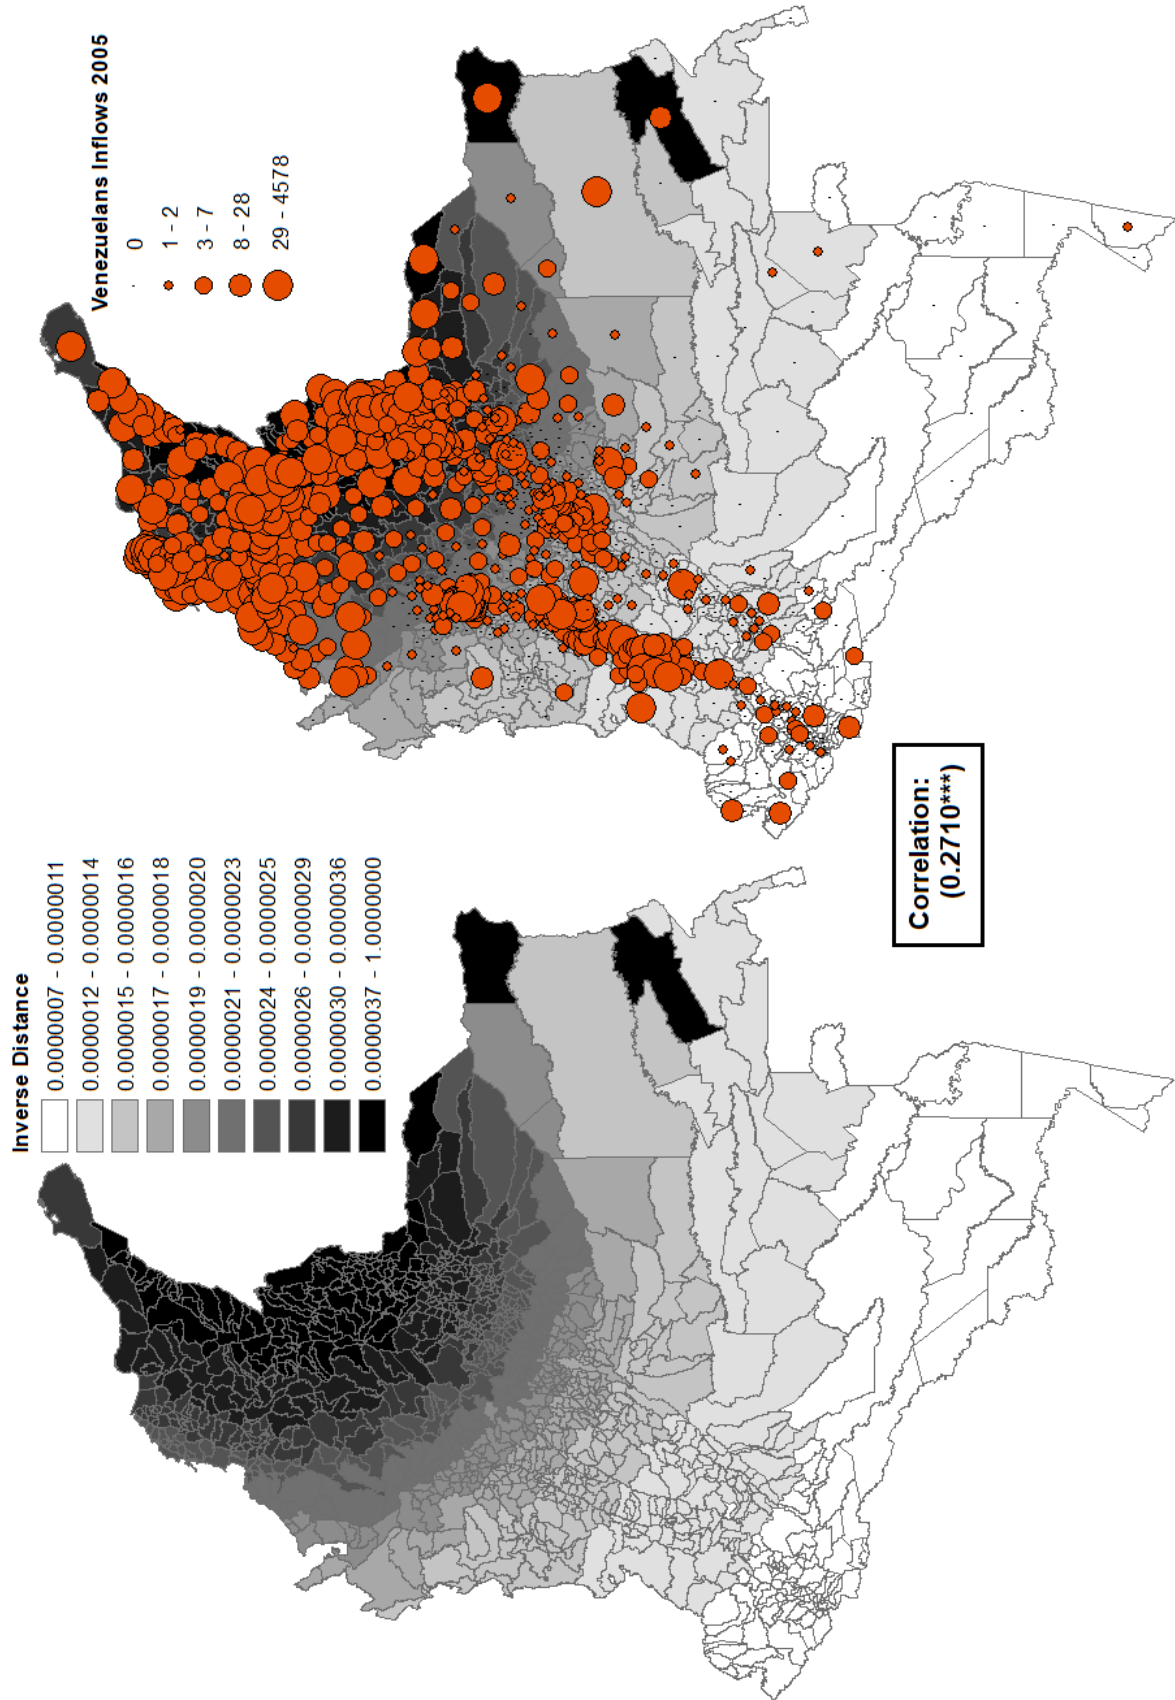 Inverse Distance
0.0000007 - 0.0000011
0.0000012 - 0.0000014
0.0000015 - 0.0000016
0.0000017 - 0.0000018
0.0000019 - 0.0000020
0.0000021 - 0.0000023
0.0000024 - 0.0000025
0.0000026 - 0.0000029
0.0000030 - 0.0000036
0.0000037 - 1.0000000
Venezuelans Inflows 2005
0
1 - 2
3 - 7
8 - 28
29 - 4578
Correlation:
(0.2710***)